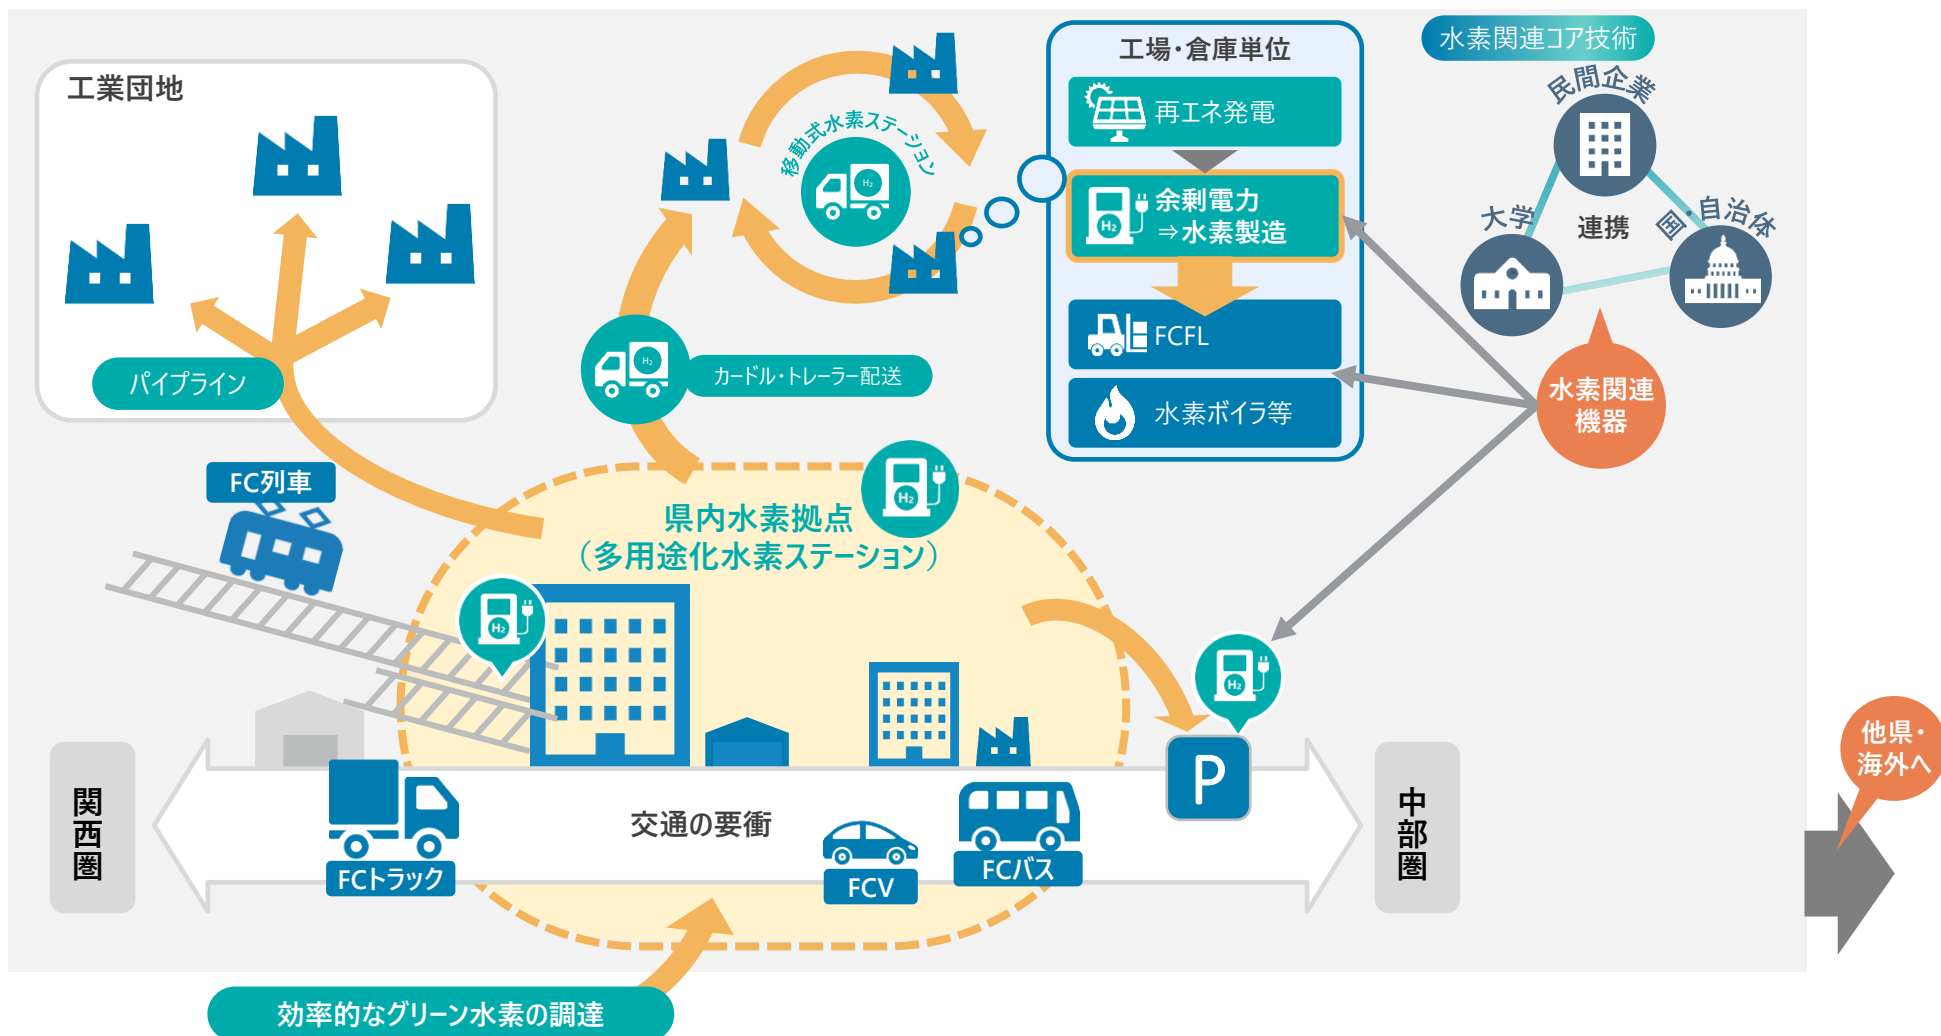 工業団地
パイプライン
移動式水素ステーション
H₂
カードル・トレーラー配送
H₂
工場・倉庫単位
再エネ発電
余剰電力
⇒水素製造
H₂
FCFL
水素ボイラ等
水素関連コア技術
民間企業
大学
国・自治体
連携
水素関連
機器
FC列車
県内水素拠点
（多用途化水素ステーション）
H₂
H₂
H₂
P
関西圏
交通の要衝
中部圏
FCトラック
FCV
FCバス
他県・
海外へ
効率的なグリーン水素の調達